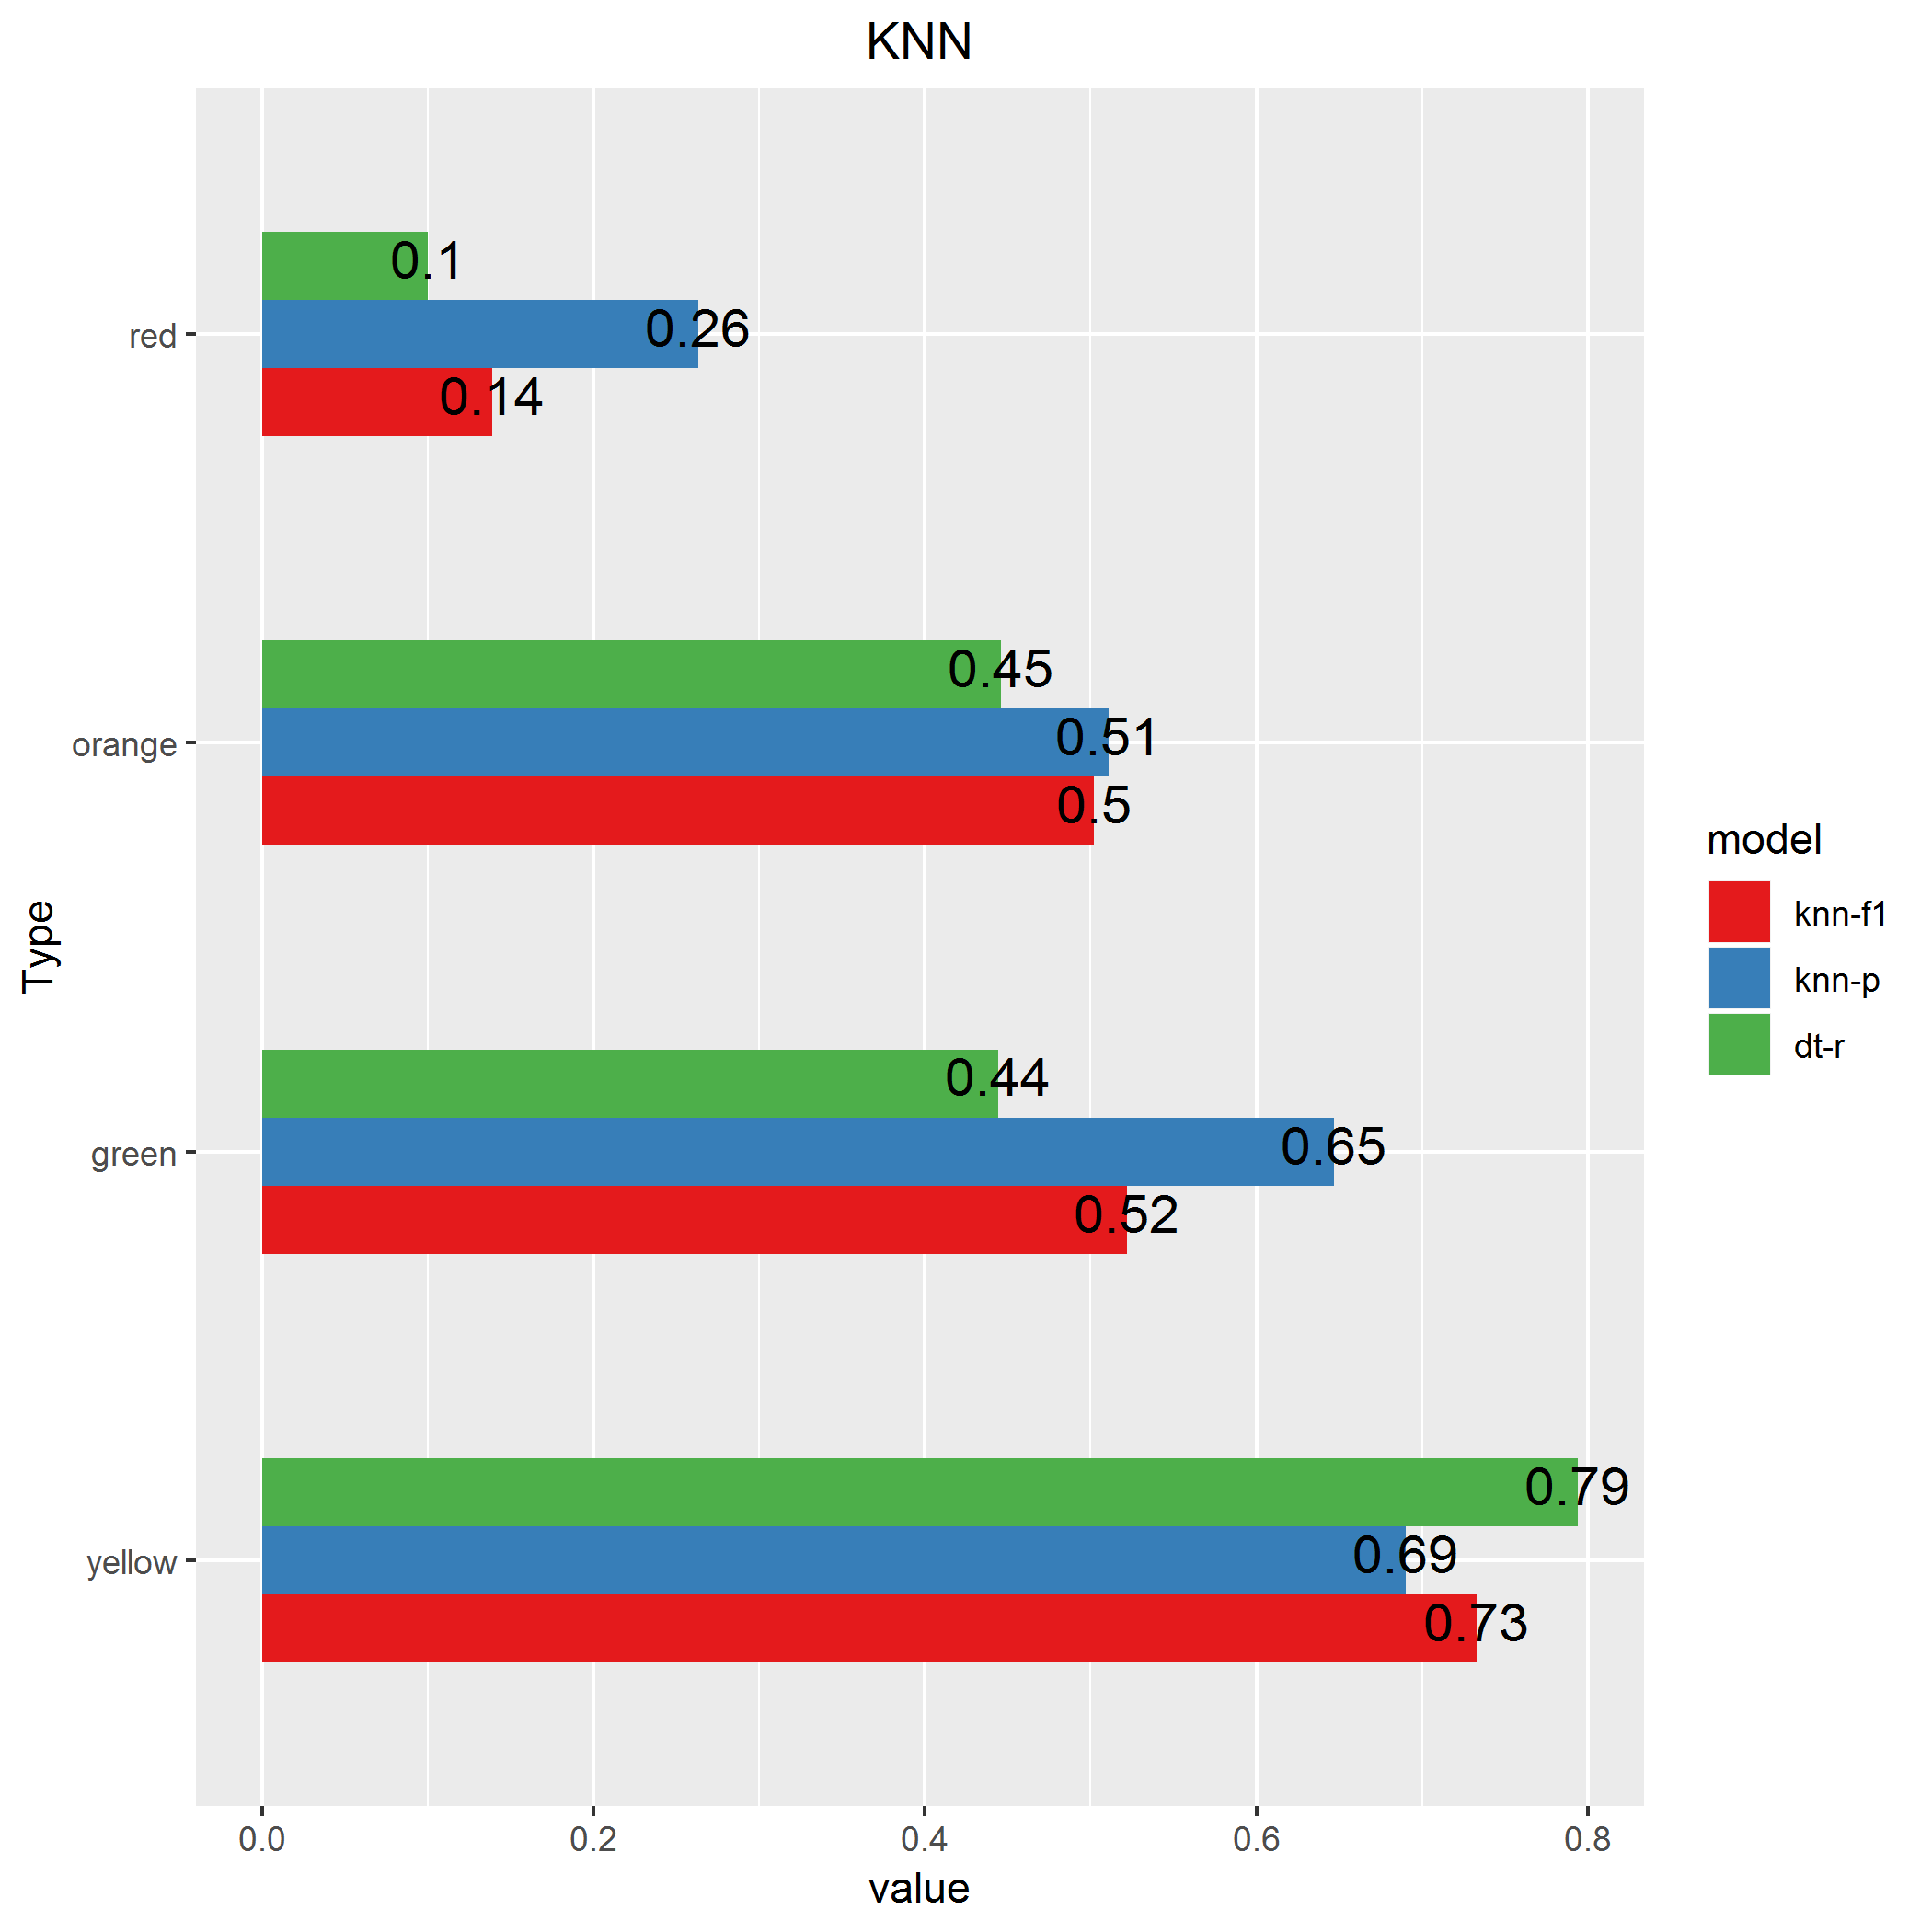 KNN
0.1
red
0.26
0.14
0.45
orange
0.51
0.5
model
knn-f1
knn-p
dt-r
Type
0.44
green
0.65
0.52
0.79
yellow
0.69
0.73
0.0 0.2 0.4 0.6 0.8
value